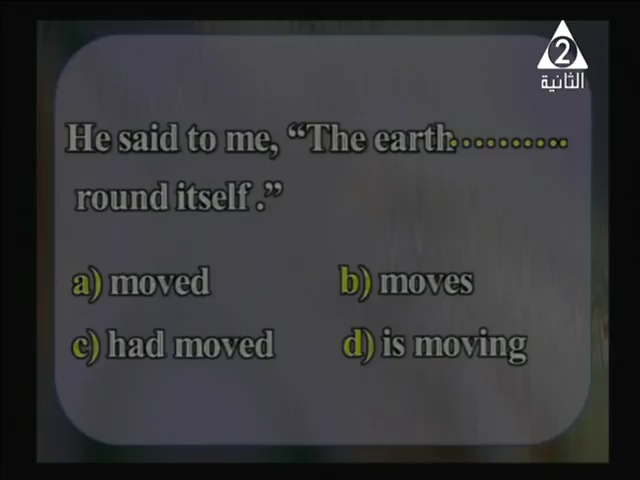 2
الثانية
He said to me, “The earth..........
round itself .”
a) moved b) moves
c) had moved d) is moving